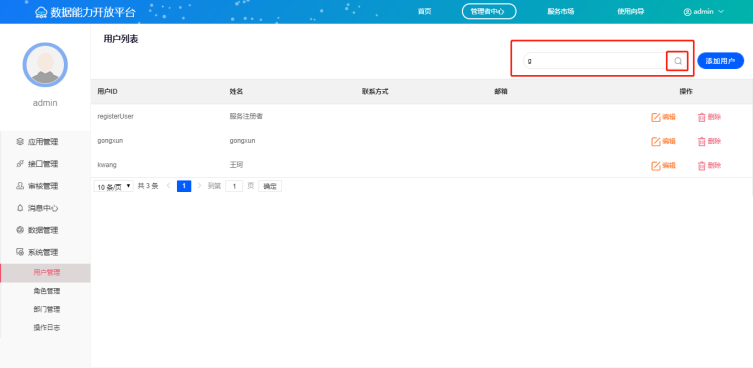 数据能力开放平台
首页
管理者中心
服务市场
使用向导
admin
用户列表
g
添加用户
admin
用户ID 姓名 联系方式 邮箱 操作
registerUser 服务注册者 编辑 删除
gongxun gongxun 编辑 删除
kwang 王珂 编辑 删除
10 条/页 共 3 条 < 1 > 到第 1 页 确定
应用管理
接口管理
审核管理
消息中心
数据管理
系统管理
用户管理
角色管理
部门管理
操作日志